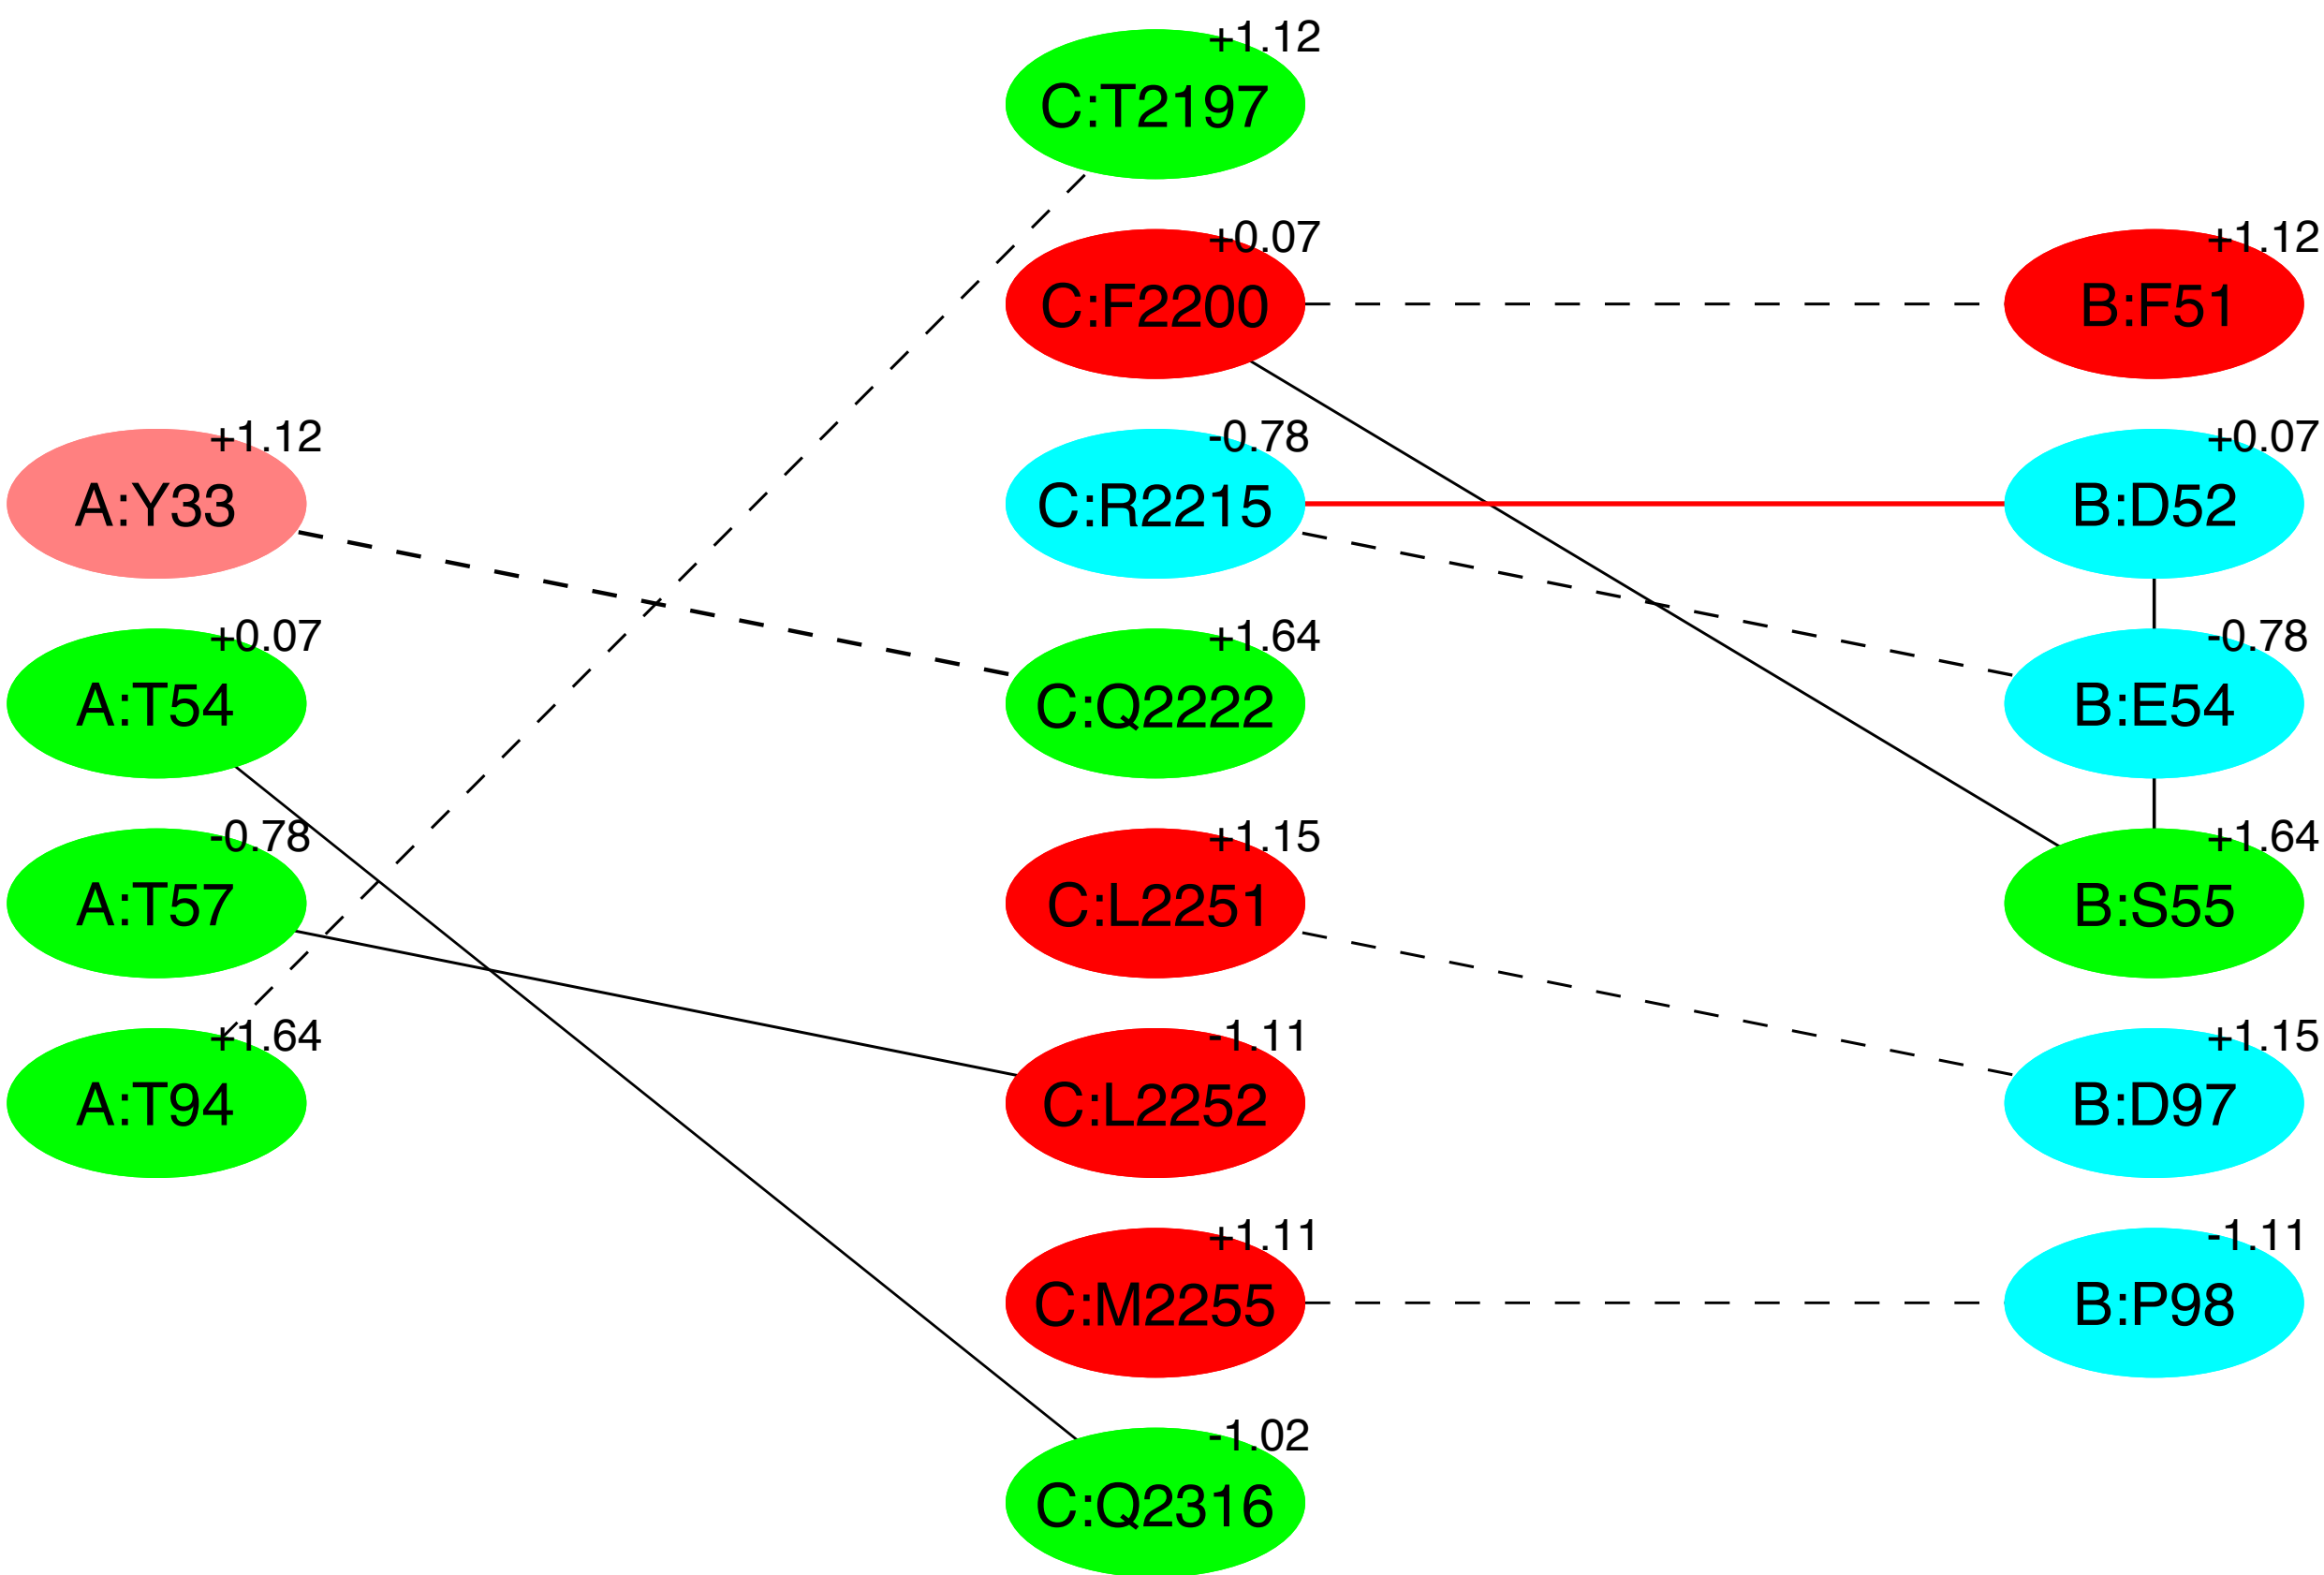 +1.12
C:T2197
+0.07
C:F2200
+1.12
B:F51
+1.12
A:Y33
-0.78
C:R2215
+0.07
B:D52
+0.07
A:T54
+1.64
C:Q2222
-0.78
B:E54
-0.78
A:T57
+1.15
C:L2251
+1.64
B:S55
+1.64
A:T94
-1.11
C:L2252
+1.15
B:D97
+1.11
C:M2255
-1.11
B:P98
-1.02
C:Q2316